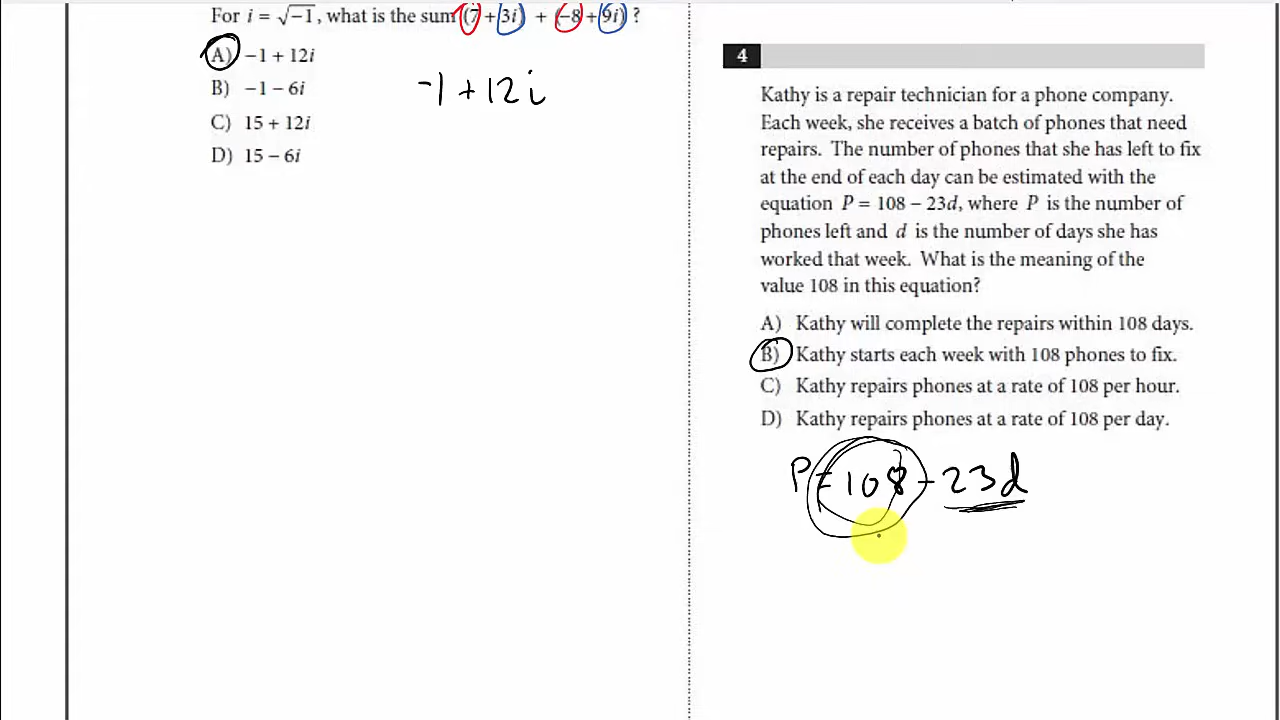 For i = √−1, what is the sum (7 + 3i) + (−8 + 9i) ?
A) −1 + 12i
B) −1 − 6i
C) 15 + 12i
D) 15 − 6i
-1 + 12i
4
Kathy is a repair technician for a phone company.
Each week, she receives a batch of phones that need
repairs. The number of phones that she has left to fix
at the end of each day can be estimated with the
equation P = 108 − 23d, where P is the number of
phones left and d is the number of days she has
worked that week. What is the meaning of the
value 108 in this equation?
A) Kathy will complete the repairs within 108 days.
B) Kathy starts each week with 108 phones to fix.
C) Kathy repairs phones at a rate of 108 per hour.
D) Kathy repairs phones at a rate of 108 per day.
P = 108 - 23d